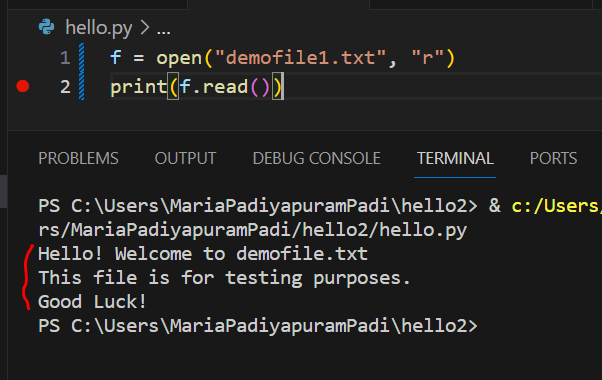 hello.py > ...
1 f = open("demofile1.txt", "r")
2 print(f.read())
PROBLEMS OUTPUT DEBUG CONSOLE TERMINAL PORTS
PS C:\Users\MariaPadiyapuramPadi\hello2> & c:/Users/
rs/MariaPadiyapuramPadi/hello2/hello.py
Hello! Welcome to demofile.txt
This file is for testing purposes.
Good Luck!
PS C:\Users\MariaPadiyapuramPadi\hello2>